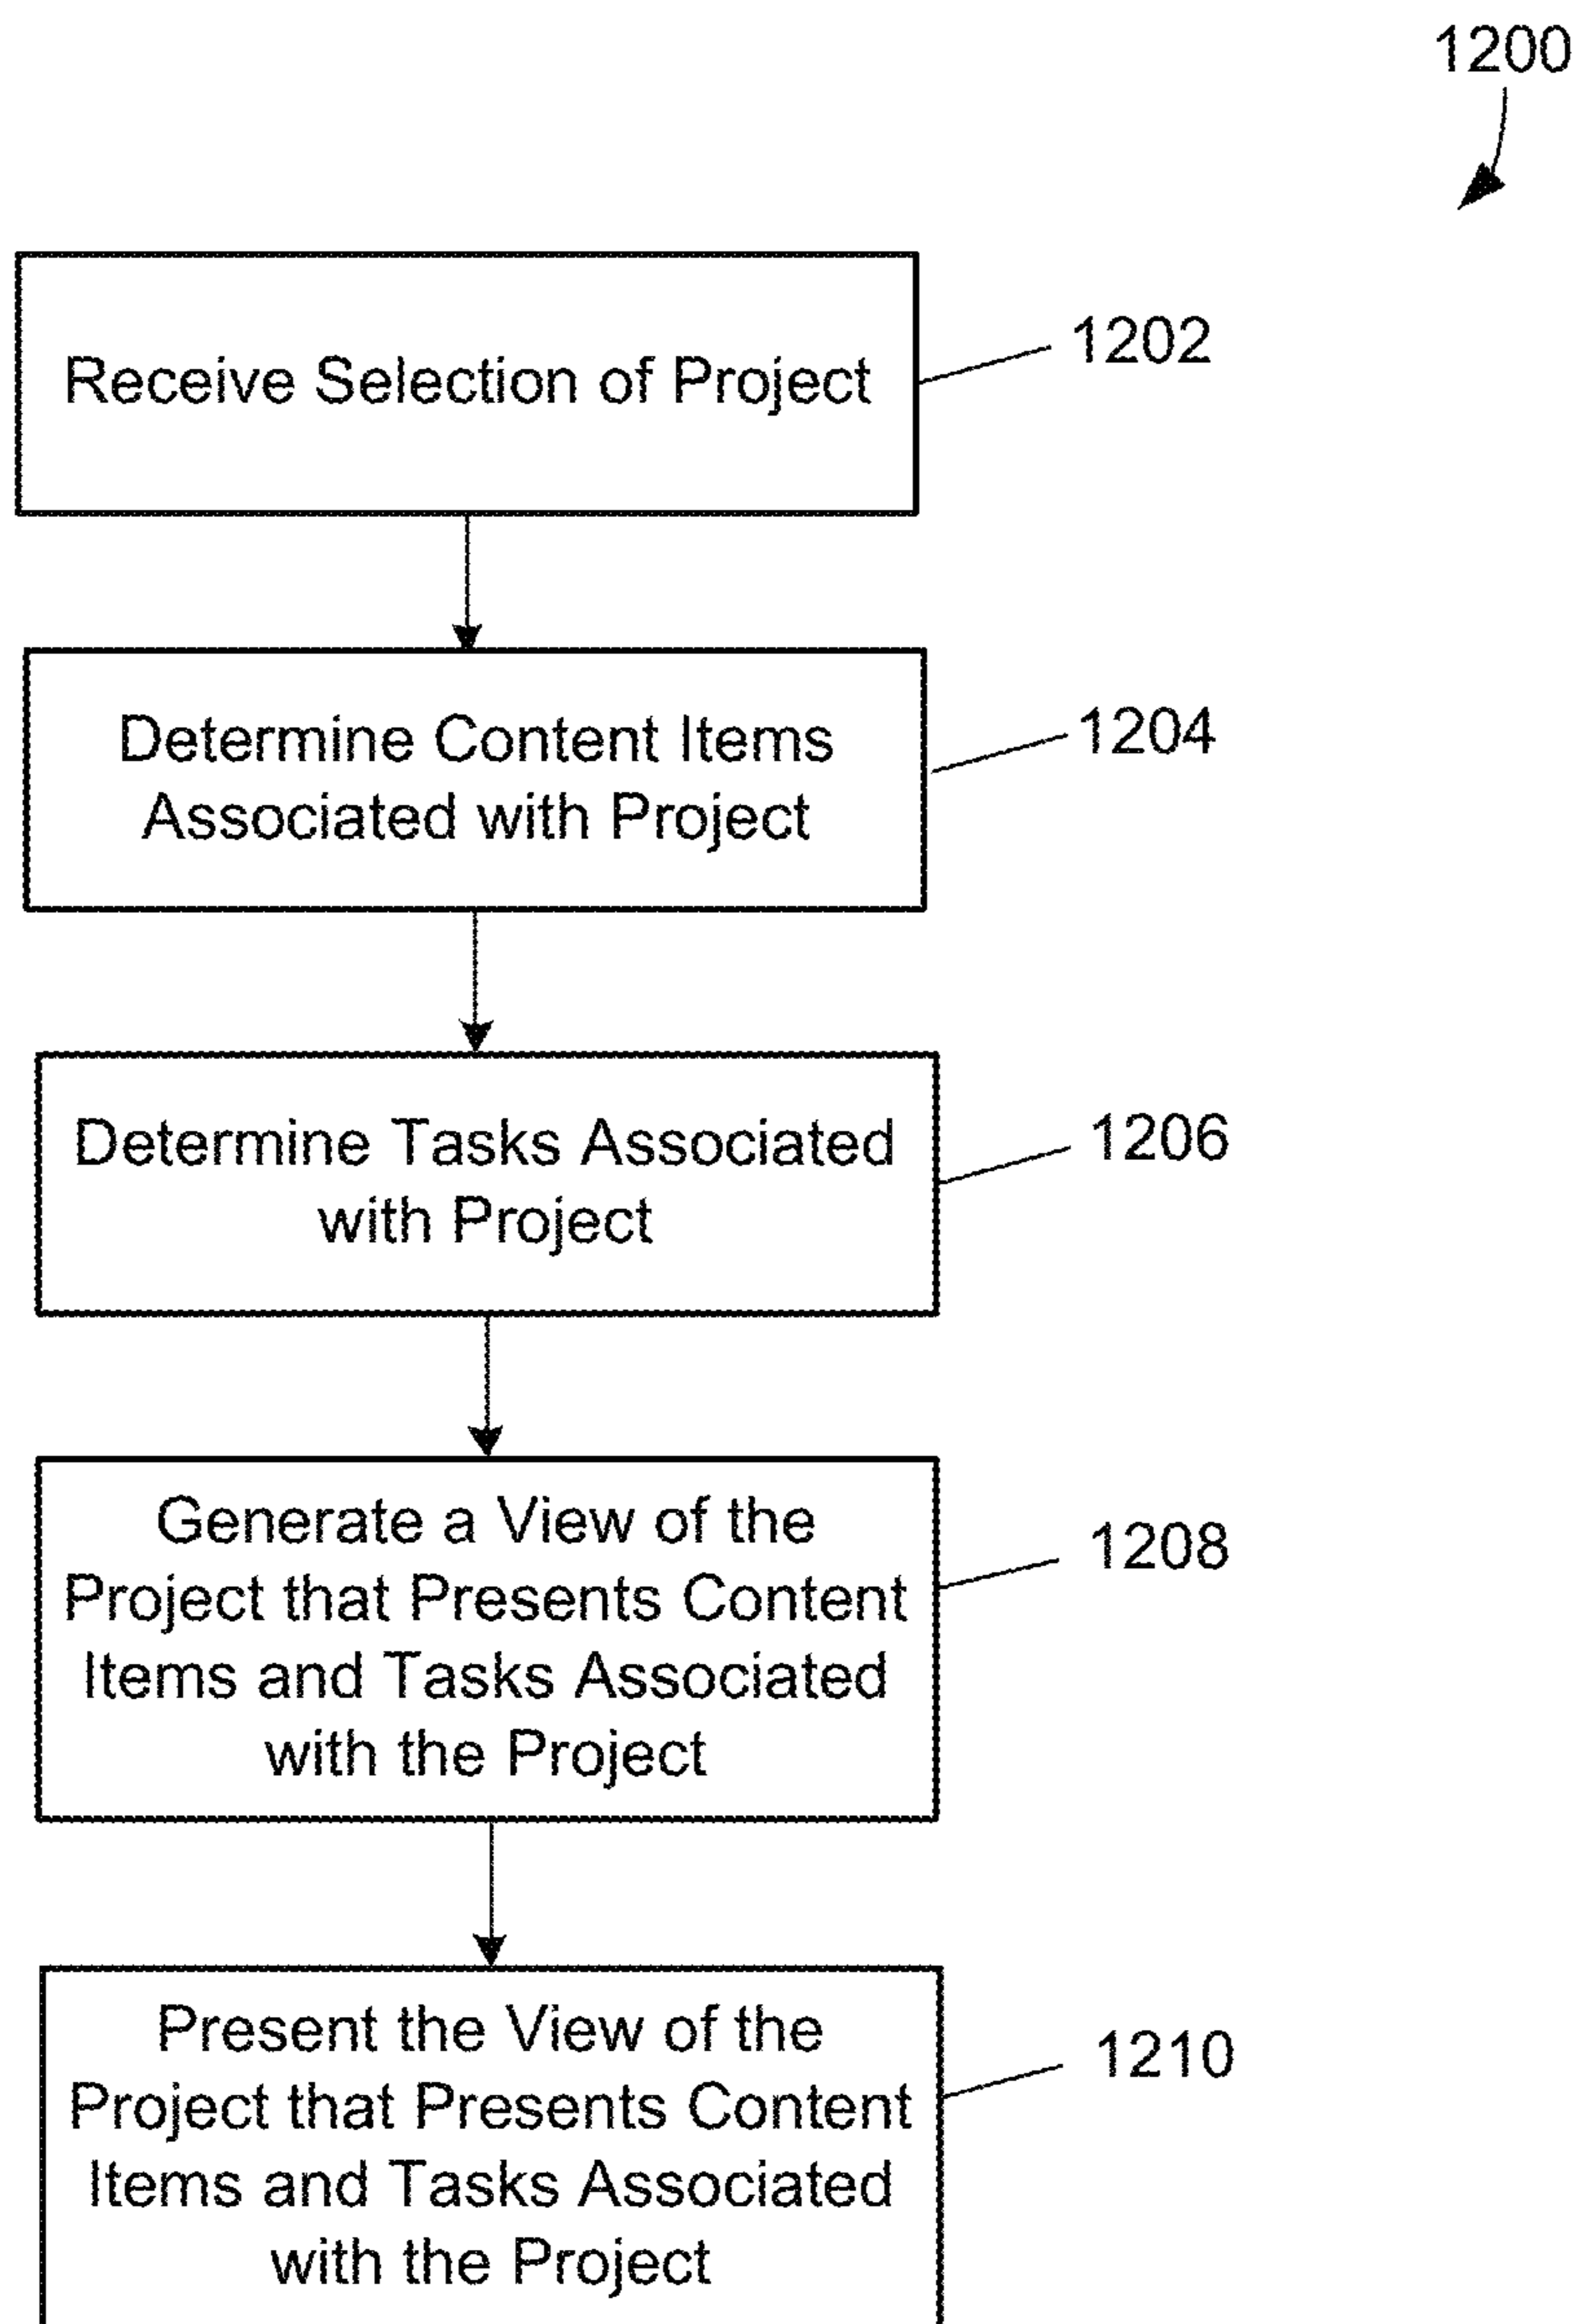 1200
Receive Selection of Project
1202
Determine Content Items
Associated with Project
1204
Determine Tasks Associated
with Project
1206
Generate a View of the
Project that Presents Content
Items and Tasks Associated
with the Project
1208
Present the View of the
Project that Presents Content
Items and Tasks Associated
with the Project
1210